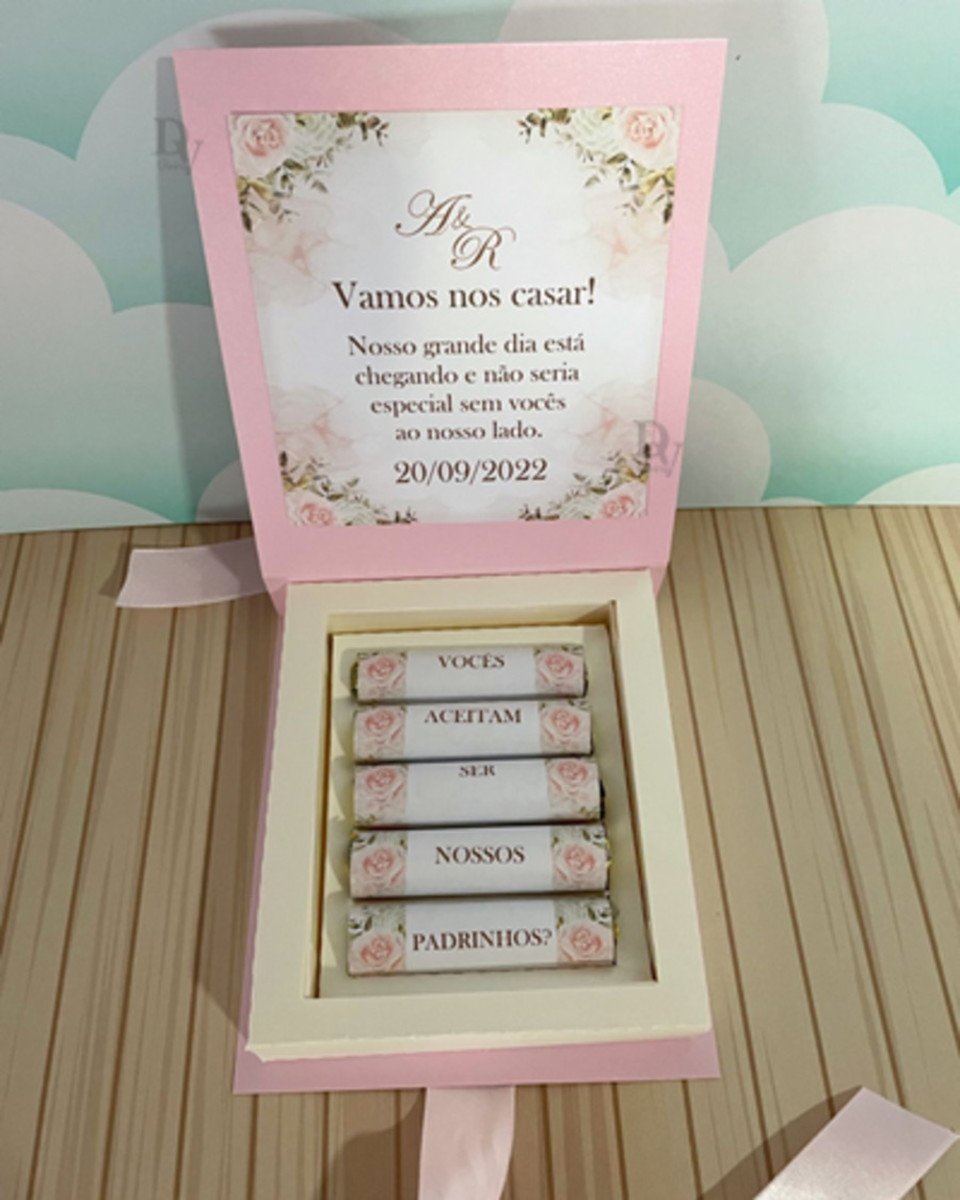 A&
R
Vamos nos casar!
Nosso grande dia está
chegando e não seria
especial sem vocês
ao nosso lado.
20/09/2022
VOCÊS
ACEITAM
SER
NOSSOS
PADRINHOS?